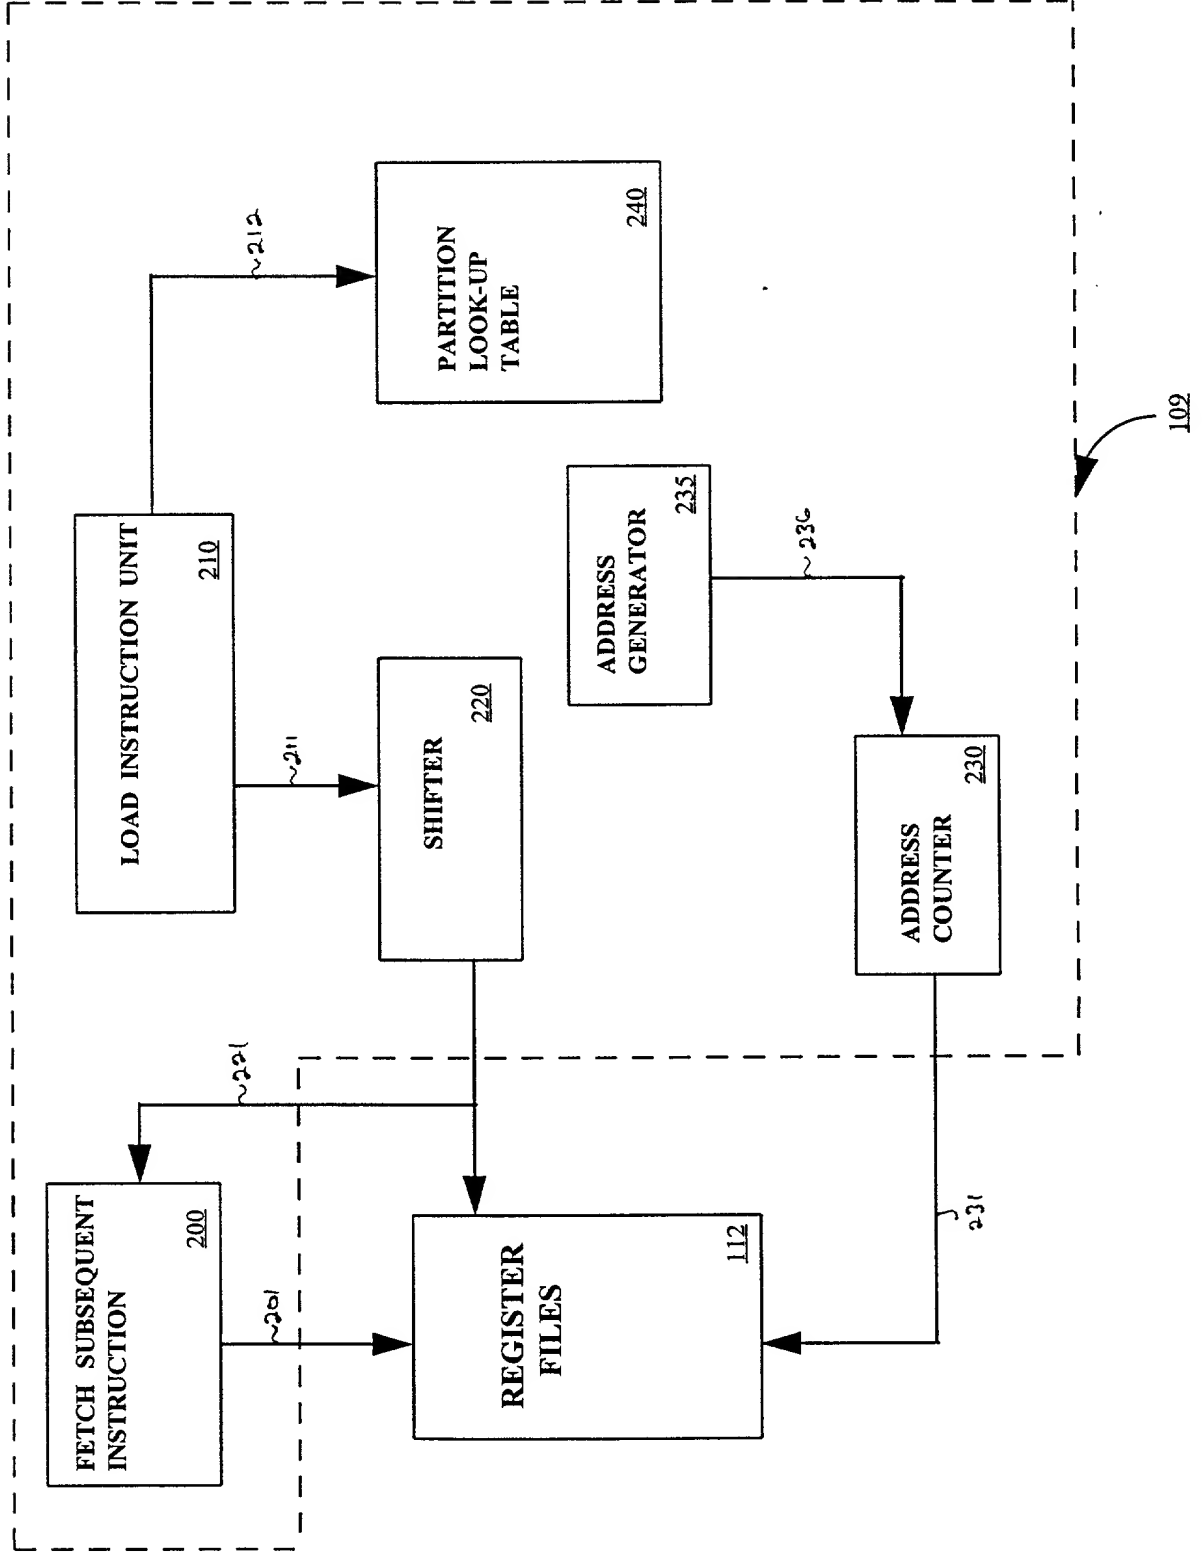 FETCH SUBSEQUENT
INSTRUCTION
200
221
201
LOAD INSTRUCTION UNIT
210
211
212
REGISTER
FILES
112
SHIFTER
220
PARTITION
LOOK-UP
TABLE
240
ADDRESS
GENERATOR
235
236
ADDRESS
COUNTER
230
231
109